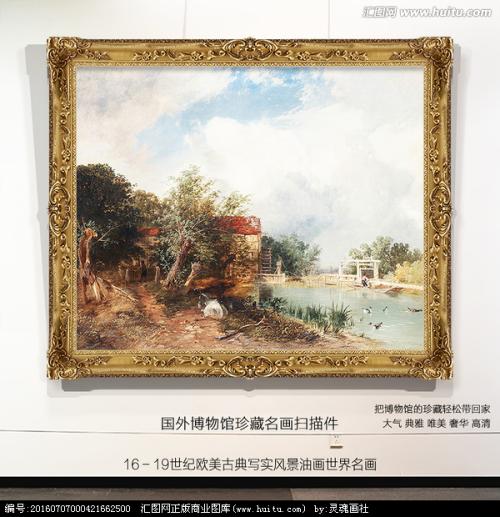 汇图网
www.huitu.com
把博物馆的珍藏轻松带回家
大气 典雅 唯美 奢华 高清
国外博物馆珍藏名画扫描件
16-19世纪欧美古典写实风景油画世界名画
编号:20160707000421662500 汇图网正版商业图库(www.huitu.com) by:灵魂画社